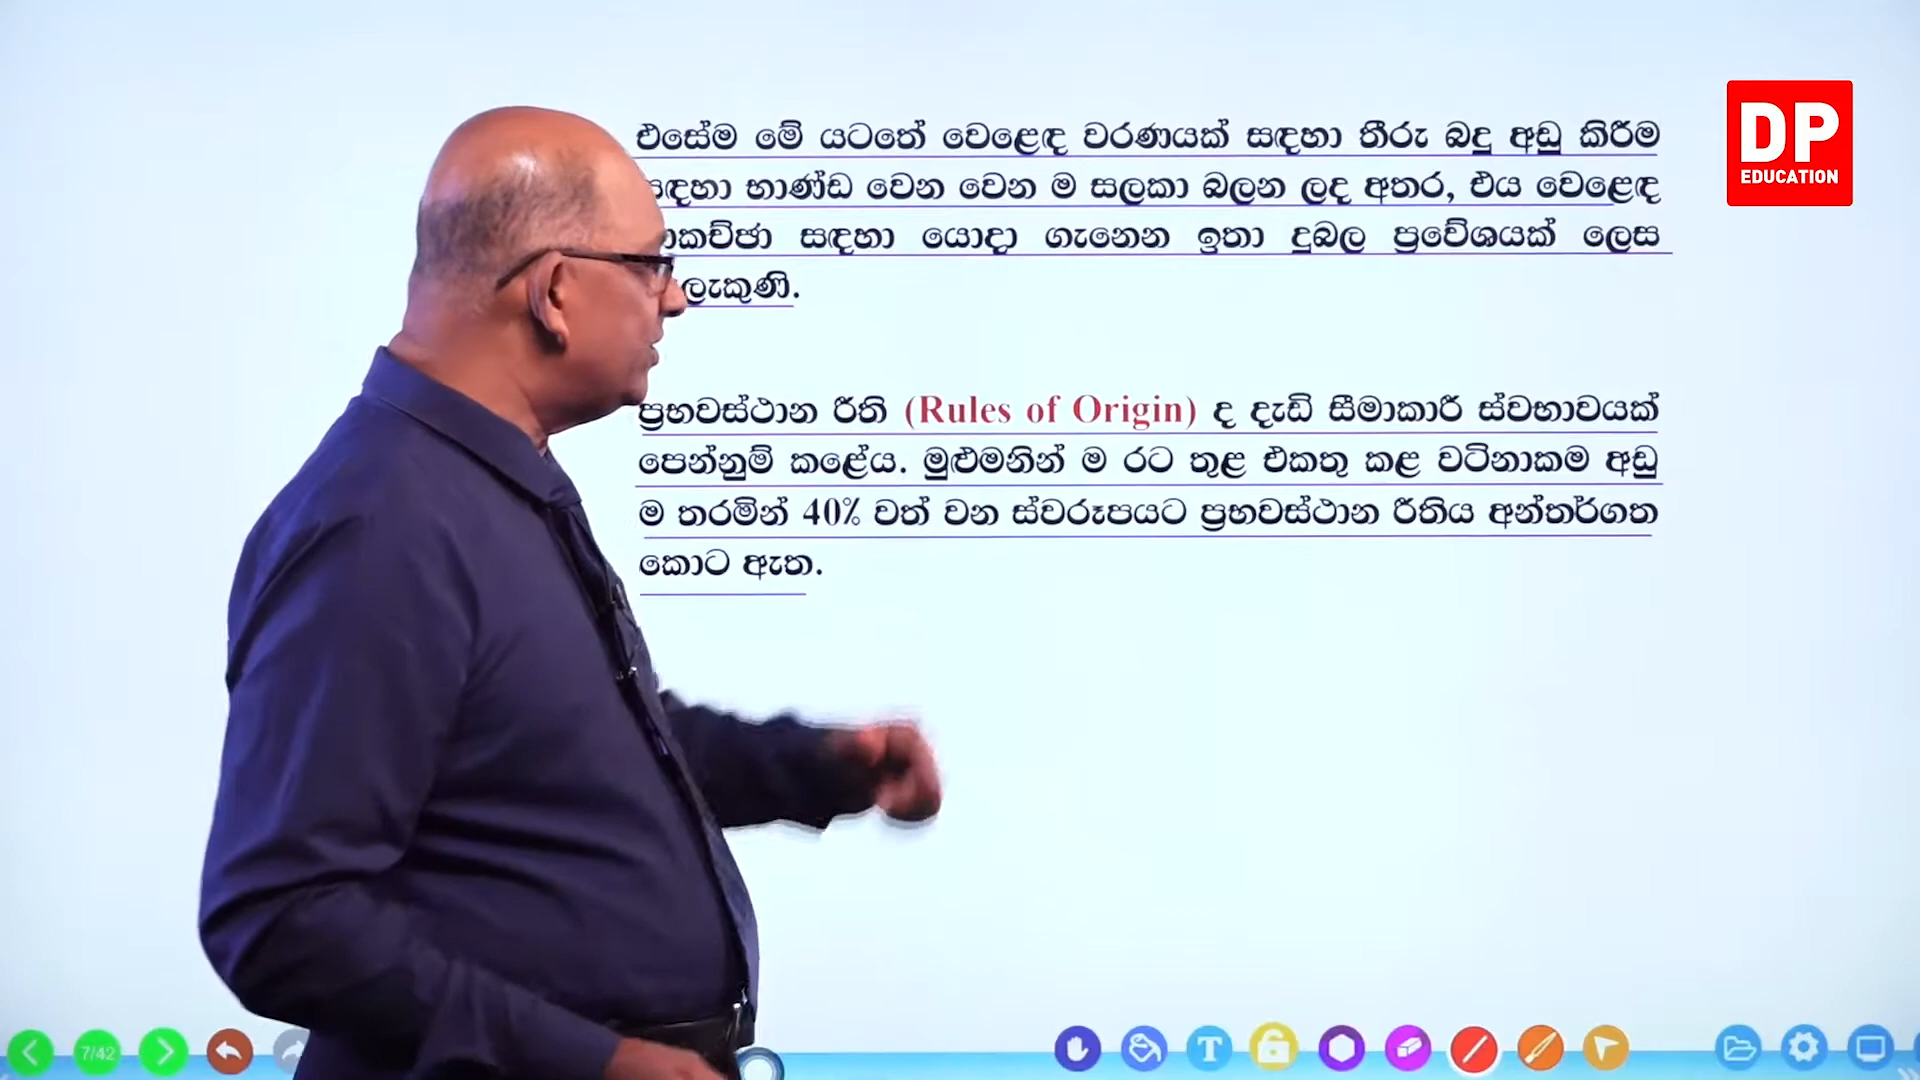 එසේම මේ යටතේ වෙළෙඳ වරණයක් සඳහා තීරු බදු අඩු කිරීම
භාණ්ඩ වෙන වෙන ම සලකා බලන ලද අතර, එය වෙළෙඳ
සඳහා යොදා ගැනෙන ඉතා දුබල ප්‍රවේශයක් ලෙස
ප්‍රභවස්ථාන රීති (Rules of Origin) ද දැඩි සීමාකාරී ස්වභාවයක්
පෙන්නුම් කළේය. මුළුමනින් ම රට තුළ එකතු කළ වටිනාකම අඩු
ම තරමින් 40% වත් වන ස්වරූපයට ප්‍රභවස්ථාන රීතිය අන්තර්ගත
කොට ඇත.
DP
EDUCATION
7/42
T